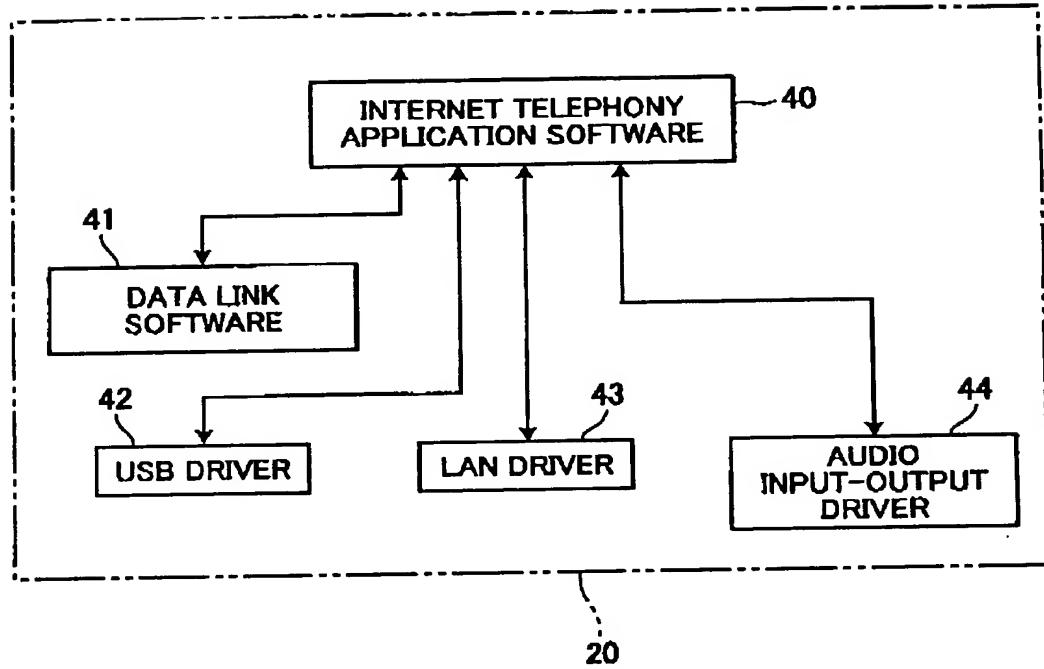 INTERNET TELEPHONY
APPLICATION SOFTWARE
40
41
DATA LINK
SOFTWARE
42
USB DRIVER
43
LAN DRIVER
44
AUDIO
INPUT-OUTPUT
DRIVER
20